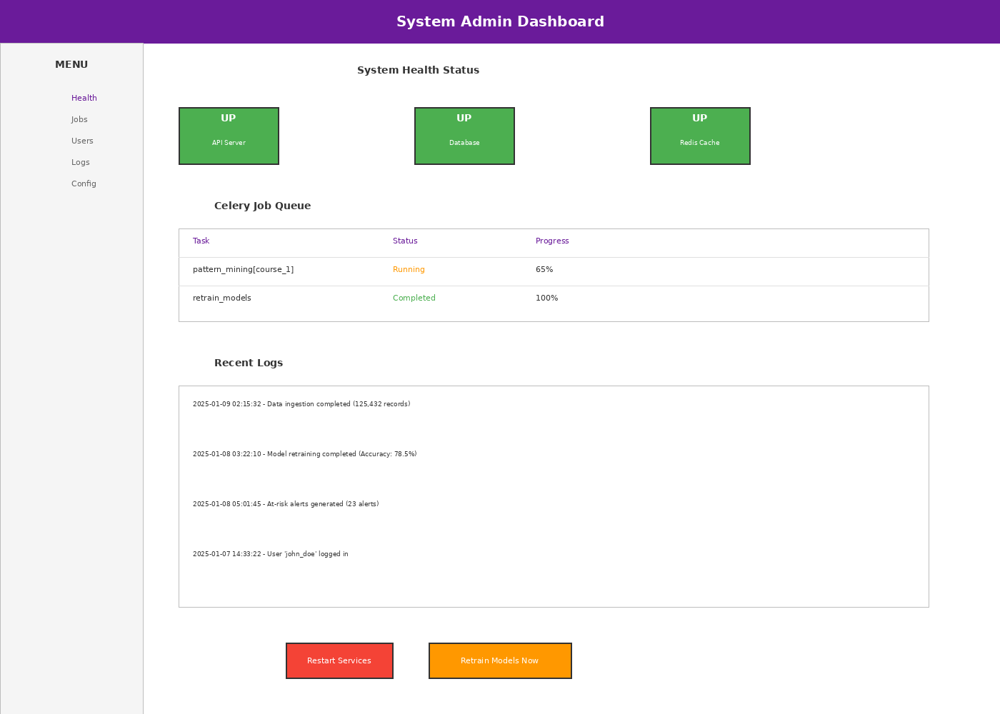 System Admin Dashboard
MENU
Health
Jobs
Users
Logs
Config
System Health Status
UP
API Server
UP
Database
UP
Redis Cache
Celery Job Queue
Task Status Progress
pattern_mining[course_1] Running 65%
retrain_models Completed 100%
Recent Logs
2025-01-09 02:15:32 - Data ingestion completed (125,432 records)
2025-01-08 03:22:10 - Model retraining completed (Accuracy: 78.5%)
2025-01-08 05:01:45 - At-risk alerts generated (23 alerts)
2025-01-07 14:33:22 - User 'john_doe' logged in
Restart Services
Retrain Models Now